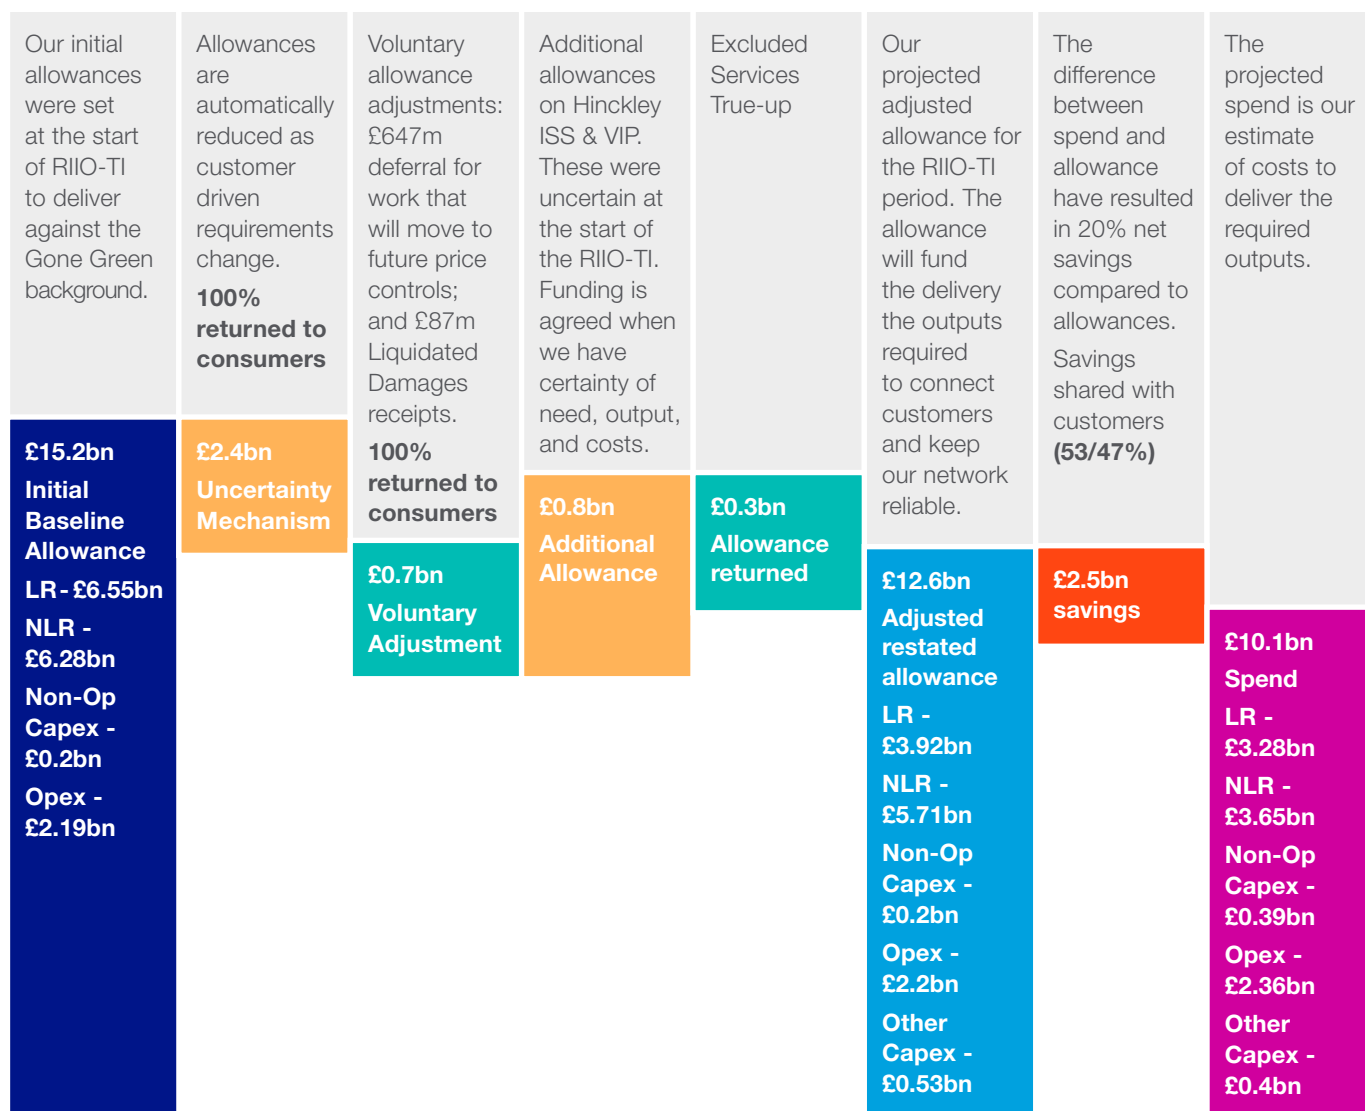 Our initial
allowances
were set
at the start
of RIIO-TI
to deliver
against the
Gone Green
background.
£15.2bn
Initial
Baseline
Allowance
LR - £6.55bn
NLR -
£6.28bn
Non-Op
Capex -
£0.2bn
Opex -
£2.19bn
Allowances
are
automatically
reduced as
customer
driven
requirements
change.
100%
returned to
consumers
£2.4bn
Uncertainty
Mechanism
Voluntary
allowance
adjustments:
£647m
deferral for
work that
will move to
future price
controls;
and £87m
Liquidated
Damages
receipts.
100%
returned to
consumers
£0.7bn
Voluntary
Adjustment
Additional
allowances
on Hinckley
ISS & VIP.
These were
uncertain at
the start of
the RIIO-TI.
Funding is
agreed when
we have
certainty of
need, output,
and costs.
£0.8bn
Additional
Allowance
Excluded
Services
True-up
£0.3bn
Allowance
returned
Our
projected
adjusted
allowance for
the RIIO-TI
period. The
allowance
will fund
the delivery
the outputs
required
to connect
customers
and keep
our network
reliable.
£12.6bn
Adjusted
restated
allowance
LR -
£3.92bn
NLR -
£5.71bn
Non-Op
Capex -
£0.2bn
Opex -
£2.2bn
Other
Capex -
£0.53bn
The
difference
between
spend and
allowance
have resulted
in 20% net
savings
compared to
allowances.
Savings
shared with
customers
(53/47%)
£2.5bn
savings
The
projected
spend is our
estimate
of costs to
deliver the
required
outputs.
£10.1bn
Spend
LR -
£3.28bn
NLR -
£3.65bn
Non-Op
Capex -
£0.39bn
Opex -
£2.36bn
Other
Capex -
£0.4bn